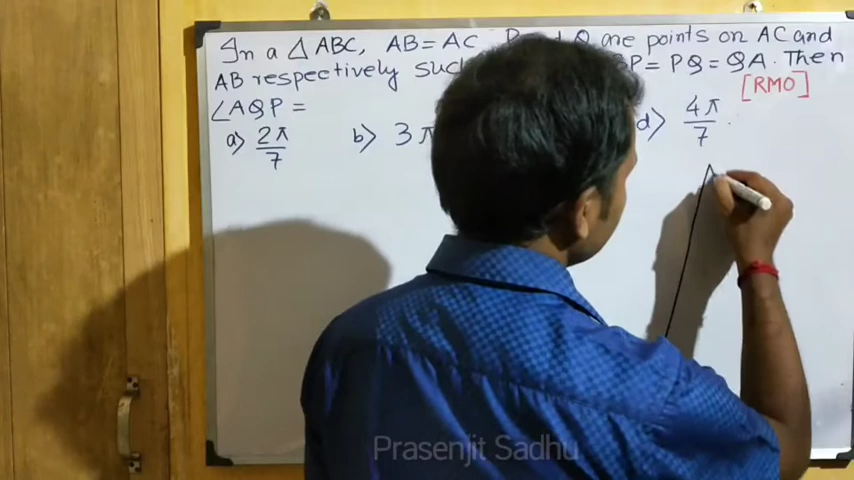 In a △ABC, AB=AC, P and Q are points on AC and
AB respectively such P=PQ=QA. Then
∠AQP =
[RMO]
a> 2π/7 b> 3π d> 4π/7.
Prasenjit Sadhu